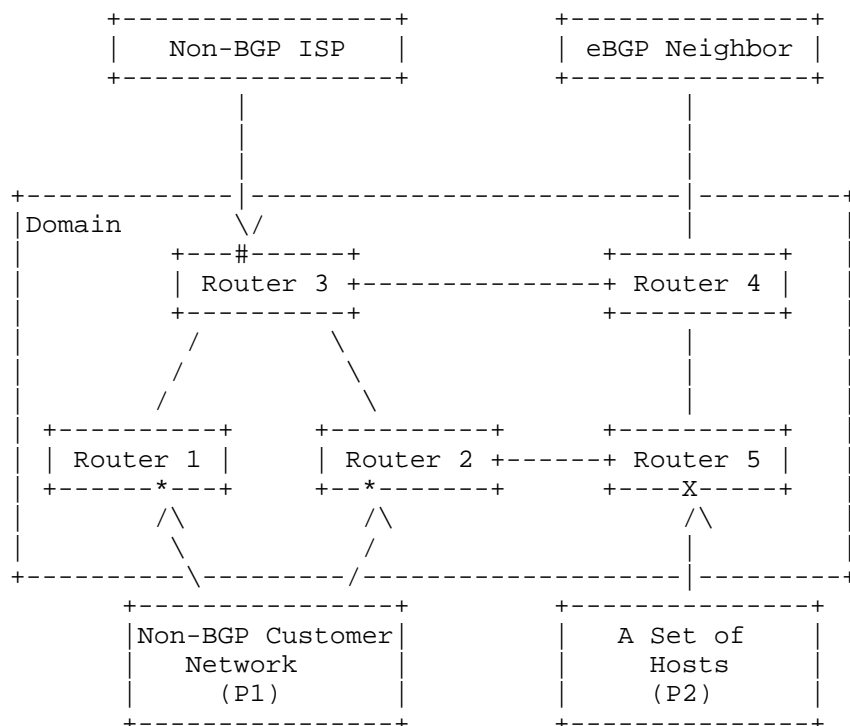 Non-BGP ISP eBGP Neighbor
Domain
#
Router 3 Router 4
Router 1 Router 2 Router 5
* * X
Non-BGP Customer A Set of
Network Hosts
(P1) (P2)